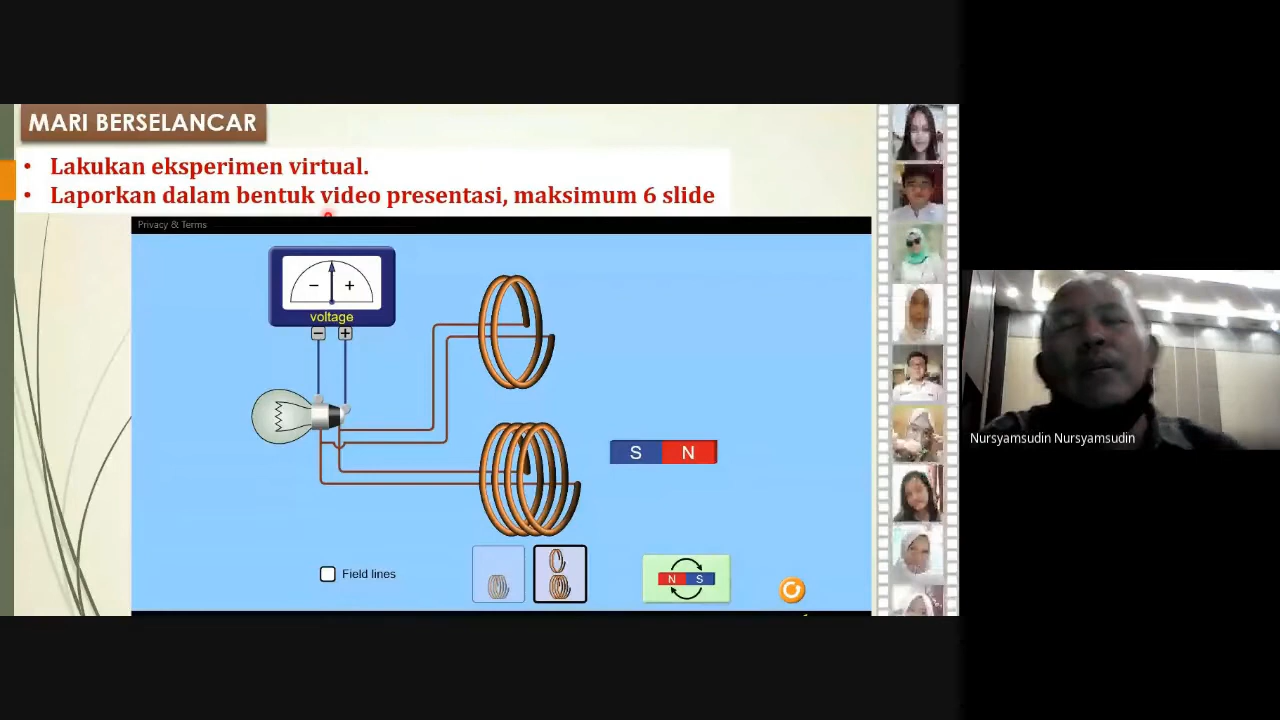 MARI BERSELANCAR
• Lakukan eksperimen virtual.
• Laporkan dalam bentuk video presentasi, maksimum 6 slide
Privacy & Terms
− +
voltage
− +
S N
Field lines
N S
Nursyamsudin Nursyamsudin